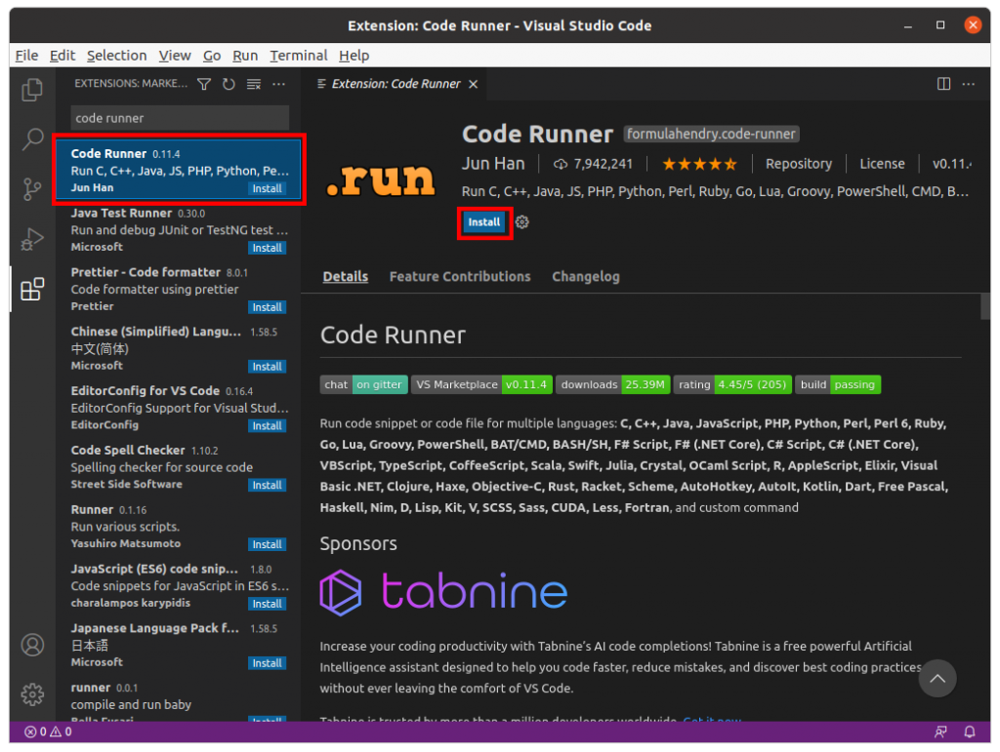 Extension: Code Runner - Visual Studio Code
File Edit Selection View Go Run Terminal Help
EXTENSIONS: MARKE...
code runner
Code Runner 0.11.4
Run C, C++, Java, JS, PHP, Python, Pe...
Jun Han Install
Java Test Runner 0.30.0
Run and debug JUnit or TestNG test ...
Microsoft Install
Prettier - Code formatter 8.0.1
Code formatter using prettier
Prettier Install
Chinese (Simplified) Langu... 1.58.5
中文(简体)
Microsoft Install
EditorConfig for VS Code 0.16.4
EditorConfig Support for Visual Stud...
EditorConfig Install
Code Spell Checker 1.10.2
Spelling checker for source code
Street Side Software Install
Runner 0.1.16
Run various scripts.
Yasuhiro Matsumoto Install
JavaScript (ES6) code snip... 1.8.0
Code snippets for JavaScript in ES6 s...
charalampos karypidis Install
Japanese Language Pack f... 1.58.5
日本語
Microsoft Install
runner 0.0.1
compile and run baby
Bella Fusari Install
Extension: Code Runner
.run
Code Runner formulahendry.code-runner
Jun Han 7,942,241 Repository License v0.11.
Run C, C++, Java, JS, PHP, Python, Perl, Ruby, Go, Lua, Groovy, PowerShell, CMD, B...
Install
Details Feature Contributions Changelog
Code Runner
chat on gitter VS Marketplace v0.11.4 downloads 25.39M rating 4.45/5 (205) build passing
Run code snippet or code file for multiple languages: C, C++, Java, JavaScript, PHP, Python, Perl, Perl 6, Ruby,
Go, Lua, Groovy, PowerShell, BAT/CMD, BASH/SH, F# Script, F# (.NET Core), C# Script, C# (.NET Core),
VBScript, TypeScript, CoffeeScript, Scala, Swift, Julia, Crystal, OCaml Script, R, AppleScript, Elixir, Visual
Basic .NET, Clojure, Haxe, Objective-C, Rust, Racket, Scheme, AutoHotkey, AutoIt, Kotlin, Dart, Free Pascal,
Haskell, Nim, D, Lisp, Kit, V, SCSS, Sass, CUDA, Less, Fortran, and custom command
Sponsors
tabnine
Increase your coding productivity with Tabnine's AI code completions! Tabnine is a free powerful Artificial
Intelligence assistant designed to help you code faster, reduce mistakes, and discover best coding practices
without ever leaving the comfort of VS Code.
Tabnine is trusted by more than a million developers worldwide. Get it now
0 0